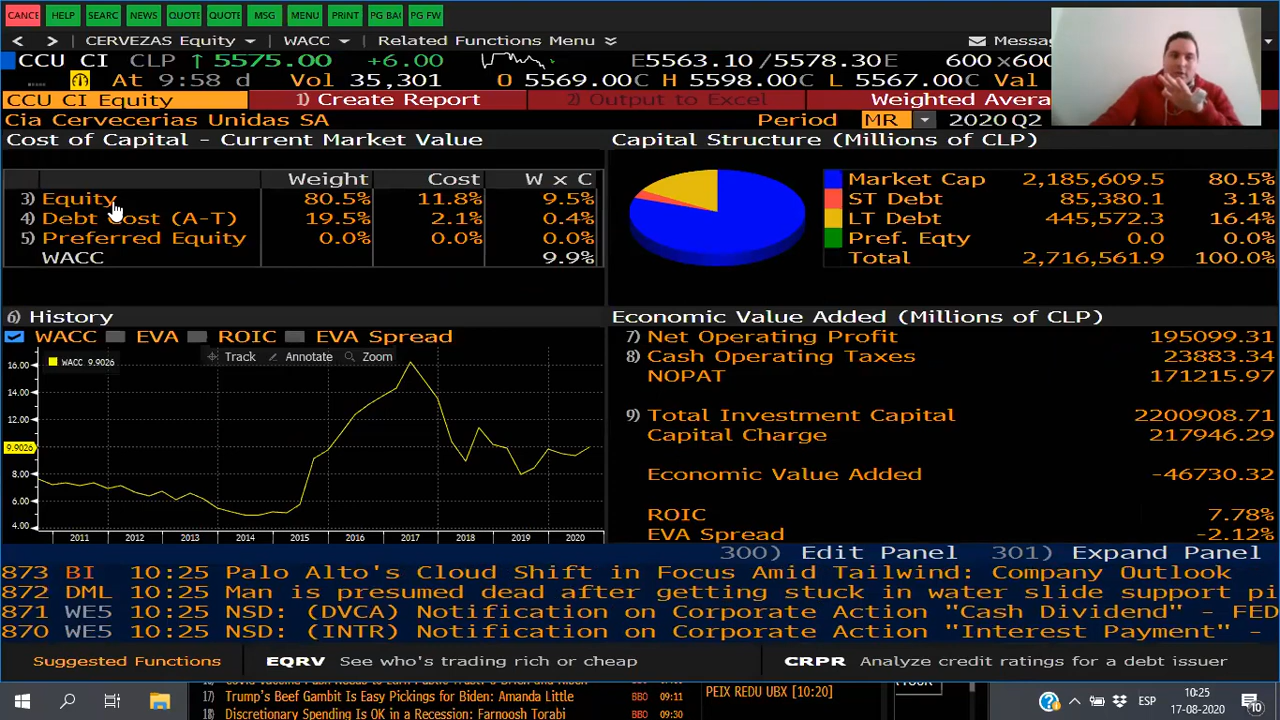 CANCE HELP SEARC NEWS QUOTE QUOTE MSG MENU PRINT PG BAC PG FW
< > CERVEZAS Equity WACC Related Functions Menu Messa
CCU CI CLP ↑ 5575.00 +6.00 E5563.10 / 5578.30E 600 x 600
At 9:58 d Vol 35,301 O 5569.00C H 5598.00C L 5567.00C Val
CCU CI Equity 1) Create Report 2) Output to Excel Weighted Avera
Cia Cervecerias Unidas SA Period MR 2020 Q2
Cost of Capital - Current Market Value Capital Structure (Millions of CLP)
Weight Cost W x C Market Cap 2,185,609.5 80.5%
3) Equity 80.5% 11.8% 9.5% ST Debt 85,380.1 3.1%
4) Debt Cost (A-T) 19.5% 2.1% 0.4% LT Debt 445,572.3 16.4%
5) Preferred Equity 0.0% 0.0% 0.0% Pref. Eqty 0.0 0.0%
WACC 9.9% Total 2,716,561.9 100.0%
6) History Economic Value Added (Millions of CLP)
WACC EVA ROIC EVA Spread 7) Net Operating Profit 195099.31
Track Annotate Zoom 8) Cash Operating Taxes 23883.34
WACC 9.9026
NOPAT 171215.97
16.00
14.00
12.00
9) Total Investment Capital 2200908.71
Capital Charge 217946.29
9.9026
8.00
Economic Value Added -46730.32
6.00
ROIC 7.78%
4.00
EVA Spread -2.12%
2011 2012 2013 2014 2015 2016 2017 2018 2019 2020
300) Edit Panel 301) Expand Panel
873 BI 10:25 Palo Alto's Cloud Shift in Focus Amid Tailwind: Company Outlook
872 DML 10:25 Man is presumed dead after getting stuck in water slide support pi
871 WE5 10:25 NSD: (DVCA) Notification on Corporate Action "Cash Dividend" - FED
870 WE5 10:25 NSD: (INTR) Notification on Corporate Action "Interest Payment" -
Suggested Functions EQRV See who's trading rich or cheap CRPR Analyze credit ratings for a debt issuer
17) Trump's Beef Gambit Is Easy Pickings for Biden: Amanda Little BBO 09:11 PEIX REDU UBX [10:20]
18) Discretionary Spending Is OK in a Recession: Farnoosh Torabi BBO 09:30
ESP 10:25
17-08-2020 10